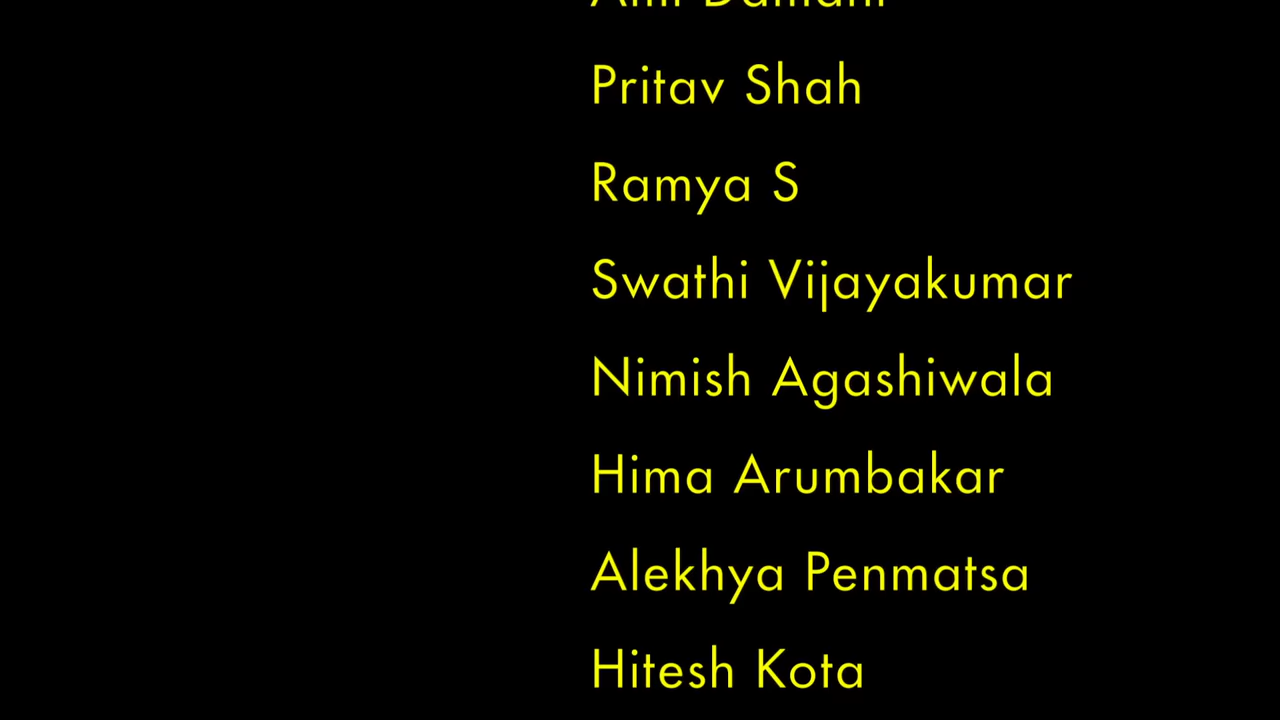 Pritav Shah
Ramya S
Swathi Vijayakumar
Nimish Agashiwala
Hima Arumbakar
Alekhya Penmatsa
Hitesh Kota